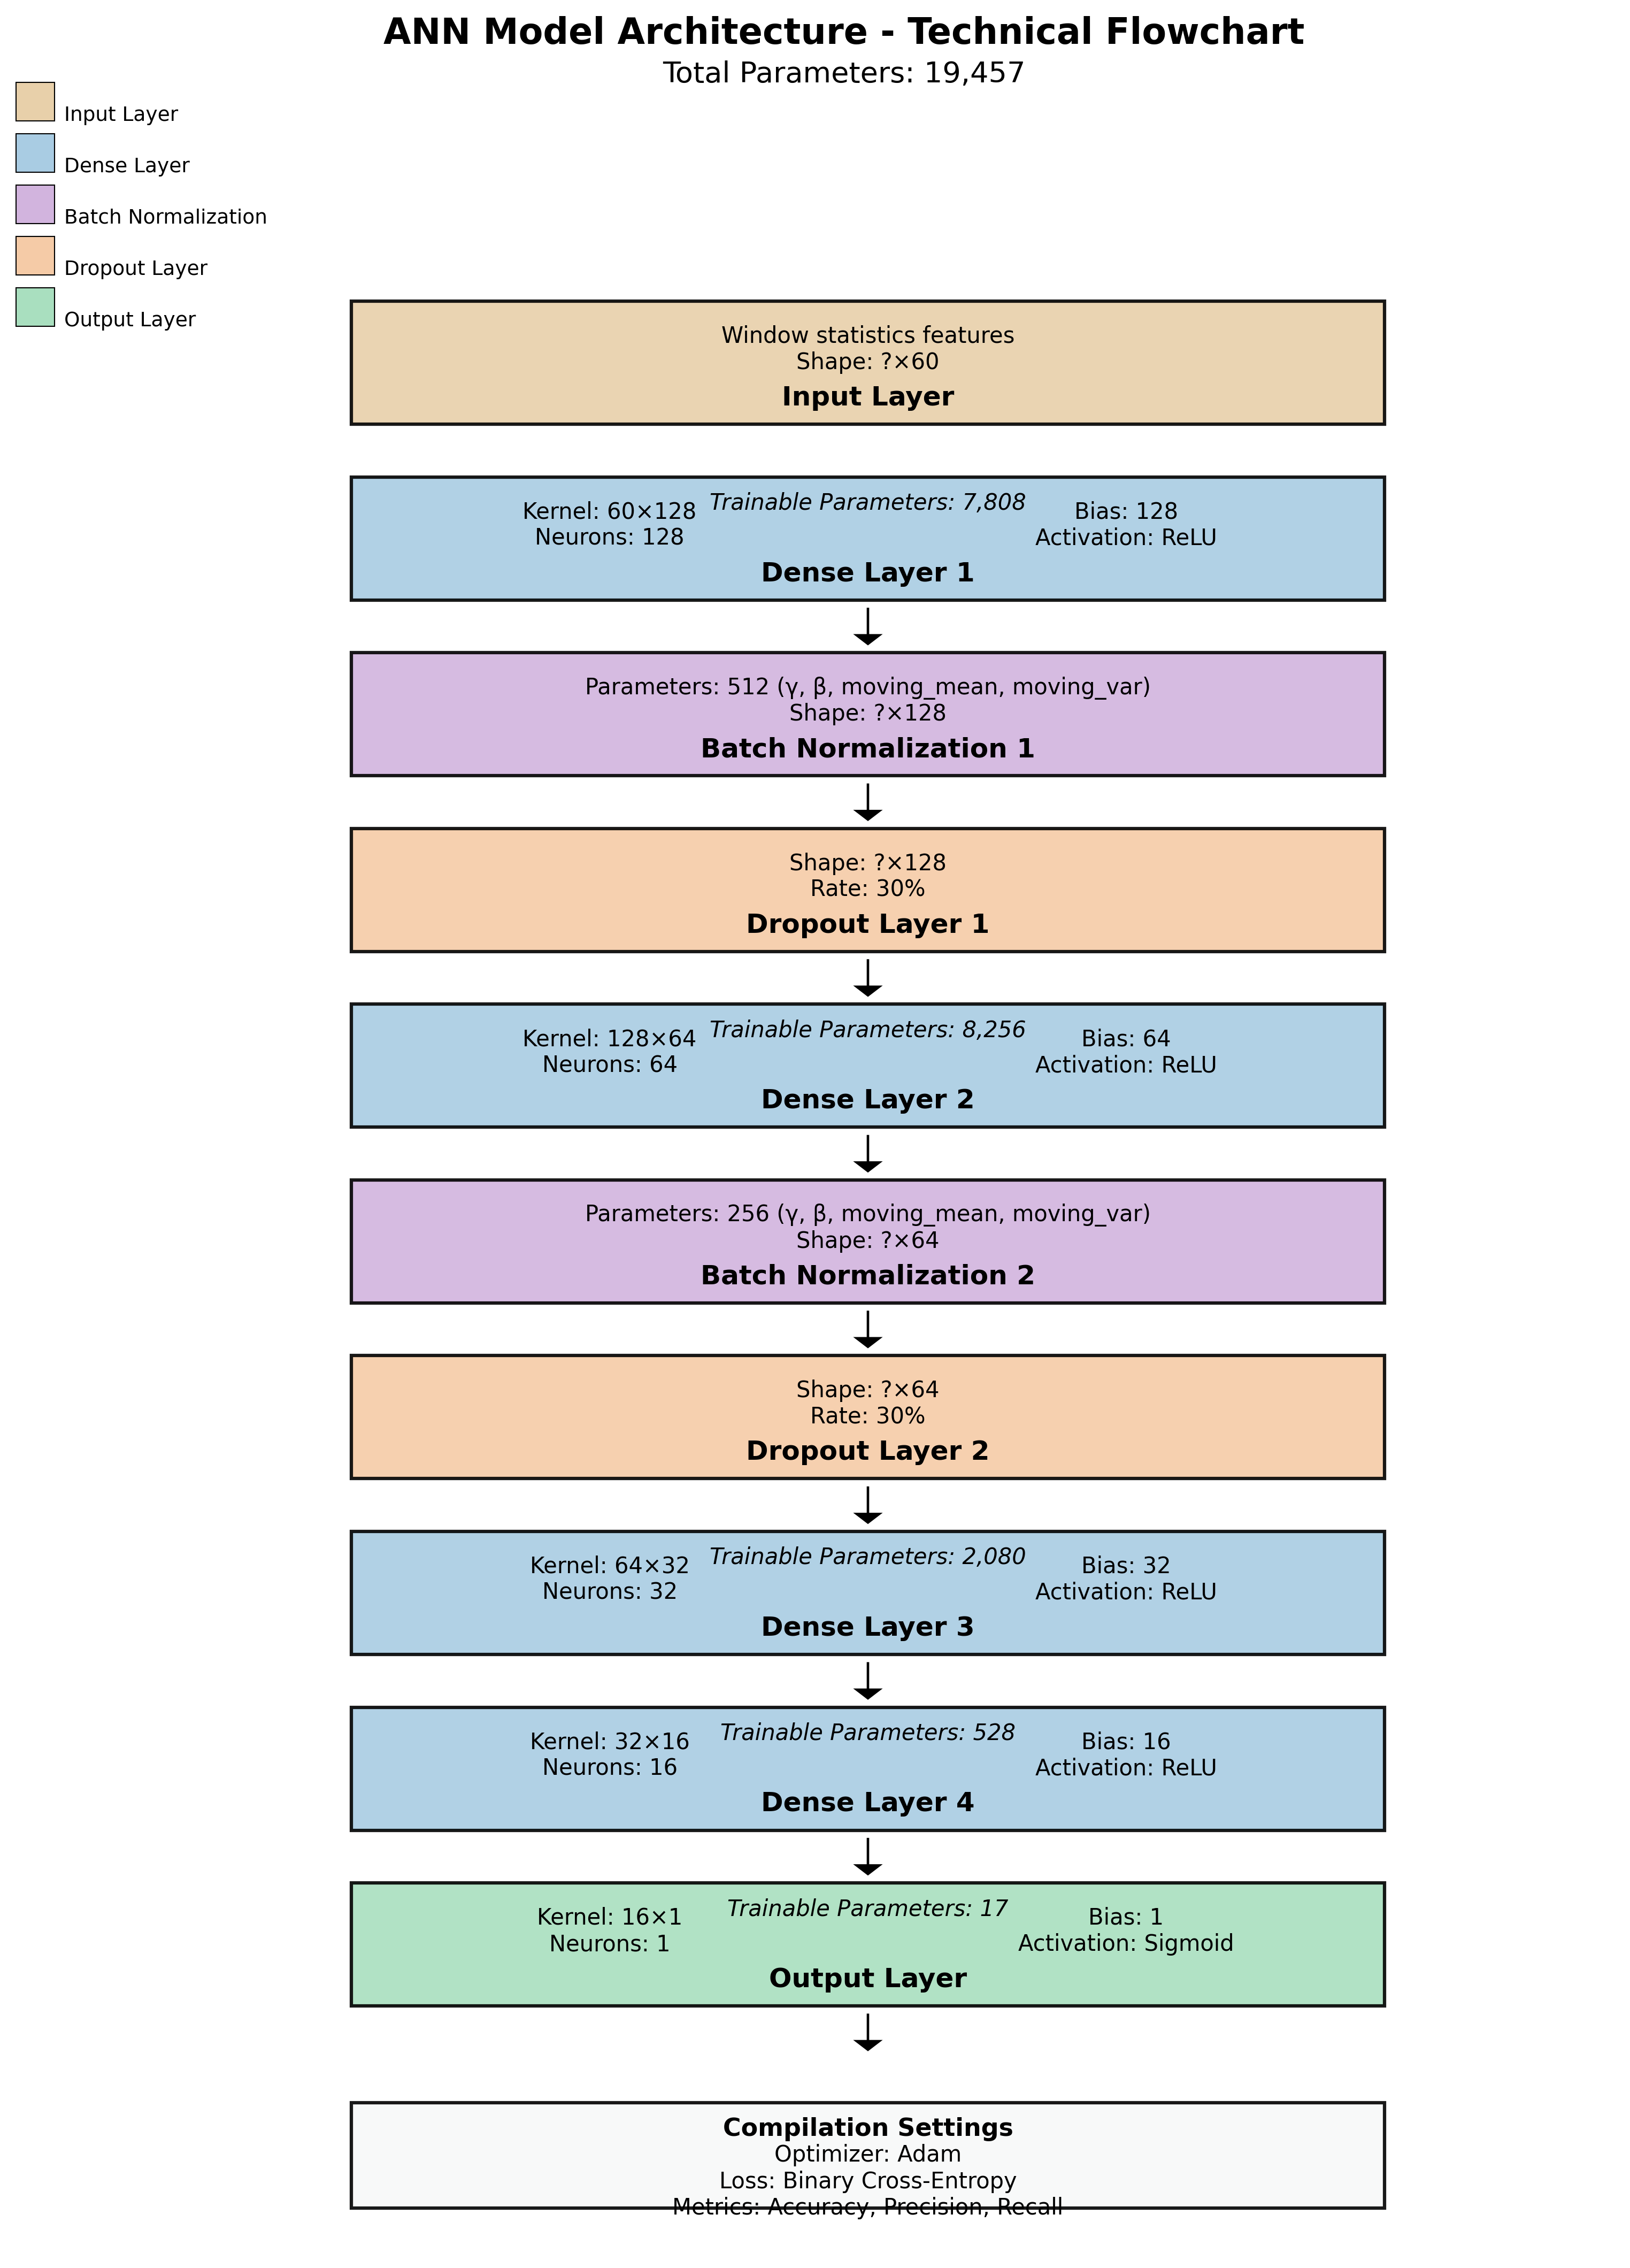 ANN Model Architecture - Technical Flowchart
Total Parameters: 19,457
Input Layer
Dense Layer
Batch Normalization
Dropout Layer
Output Layer
Window statistics features
Shape: ?×60
Input Layer
Kernel: 60×128 Trainable Parameters: 7,808 Bias: 128
Neurons: 128 Activation: ReLU
Dense Layer 1
Parameters: 512 (γ, β, moving_mean, moving_var)
Shape: ?×128
Batch Normalization 1
Shape: ?×128
Rate: 30%
Dropout Layer 1
Kernel: 128×64 Trainable Parameters: 8,256 Bias: 64
Neurons: 64 Activation: ReLU
Dense Layer 2
Parameters: 256 (γ, β, moving_mean, moving_var)
Shape: ?×64
Batch Normalization 2
Shape: ?×64
Rate: 30%
Dropout Layer 2
Kernel: 64×32 Trainable Parameters: 2,080 Bias: 32
Neurons: 32 Activation: ReLU
Dense Layer 3
Kernel: 32×16 Trainable Parameters: 528 Bias: 16
Neurons: 16 Activation: ReLU
Dense Layer 4
Kernel: 16×1 Trainable Parameters: 17 Bias: 1
Neurons: 1 Activation: Sigmoid
Output Layer
Compilation Settings
Optimizer: Adam
Loss: Binary Cross-Entropy
Metrics: Accuracy, Precision, Recall